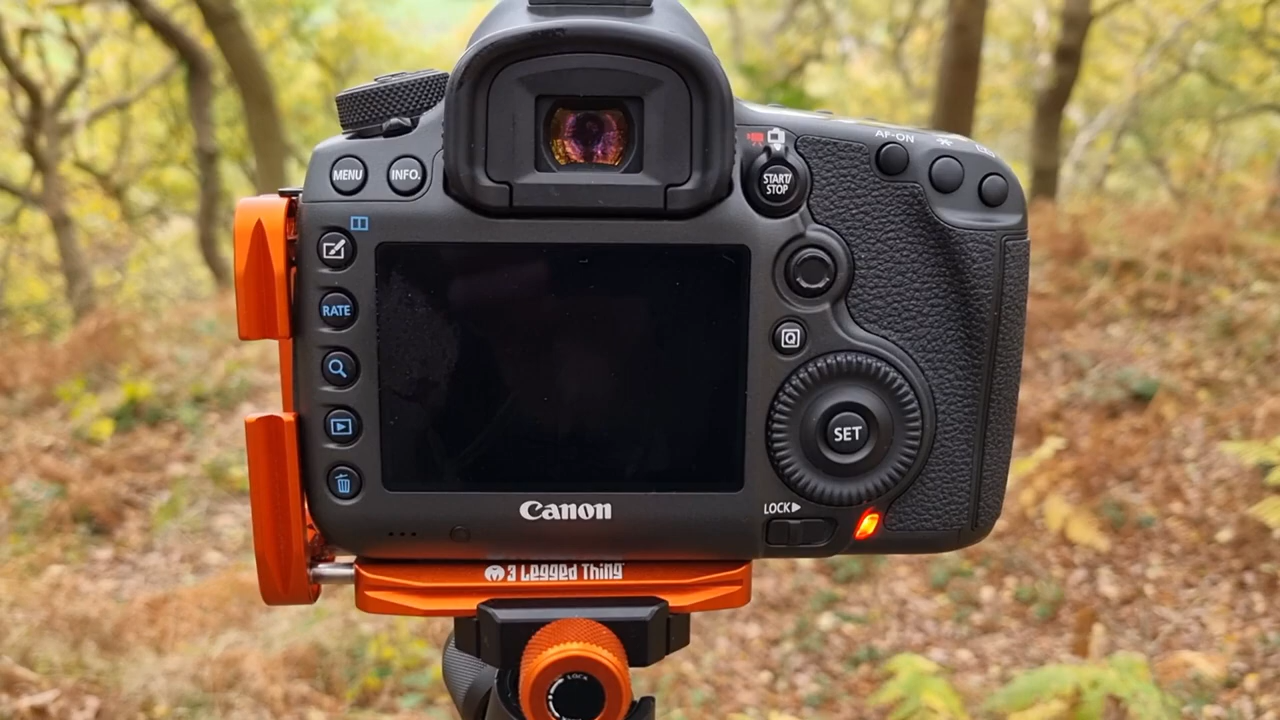 MENU
INFO.
START/
STOP
AF-ON
RATE
Q
SET
Canon
LOCK
3 Legged Thing
LOCK